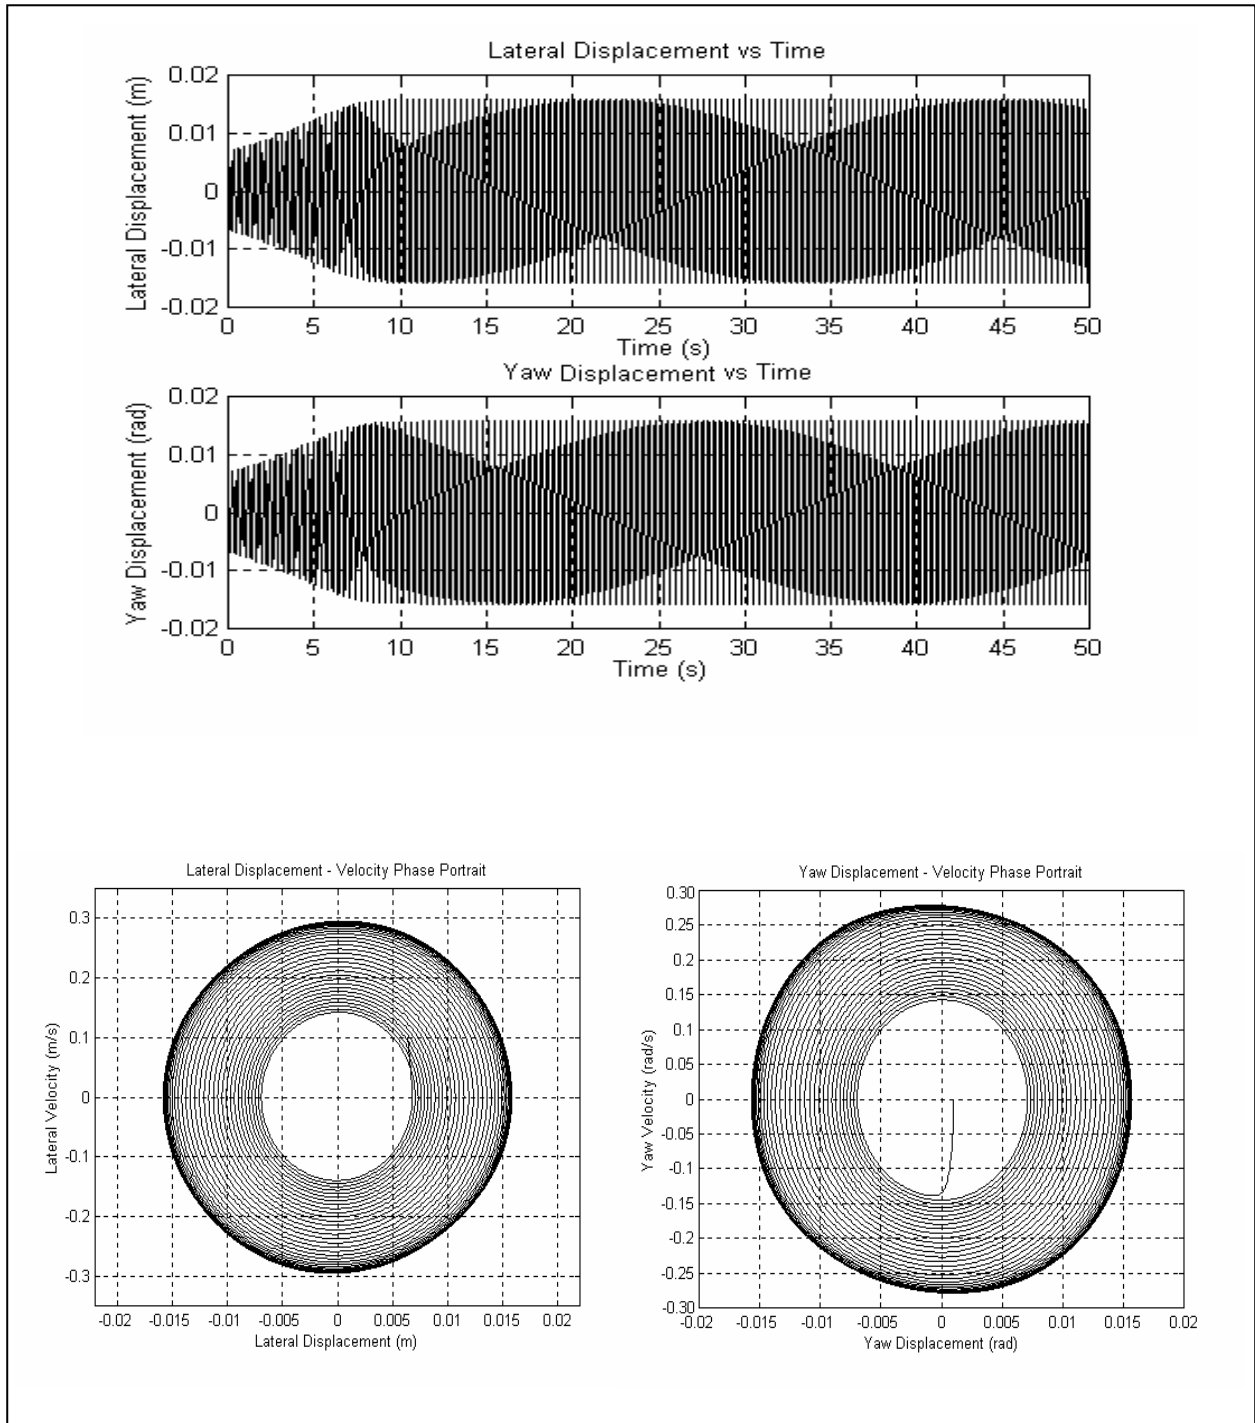 Lateral Displacement vs Time
Lateral Displacement (m)
0.02
0.01
0
-0.01
-0.02
0 5 10 15 20 25 30 35 40 45 50
Time (s)
Yaw Displacement vs Time
Yaw Displacement (rad)
0.02
0.01
0
-0.01
-0.02
0 5 10 15 20 25 30 35 40 45 50
Time (s)
Lateral Displacement - Velocity Phase Portrait
Lateral Velocity (m/s)
0.3
0.2
0.1
0
-0.1
-0.2
-0.3
-0.02 -0.015 -0.01 -0.005 0 0.005 0.01 0.015 0.02
Lateral Displacement (m)
Yaw Displacement - Velocity Phase Portrait
Yaw Velocity (rad/s)
0.30
0.25
0.2
0.15
0.1
0.05
0
-0.05
-0.1
-0.15
-0.2
-0.25
-0.30
-0.02 -0.015 -0.01 -0.005 0 0.005 0.01 0.015 0.02
Yaw Displacement (rad)